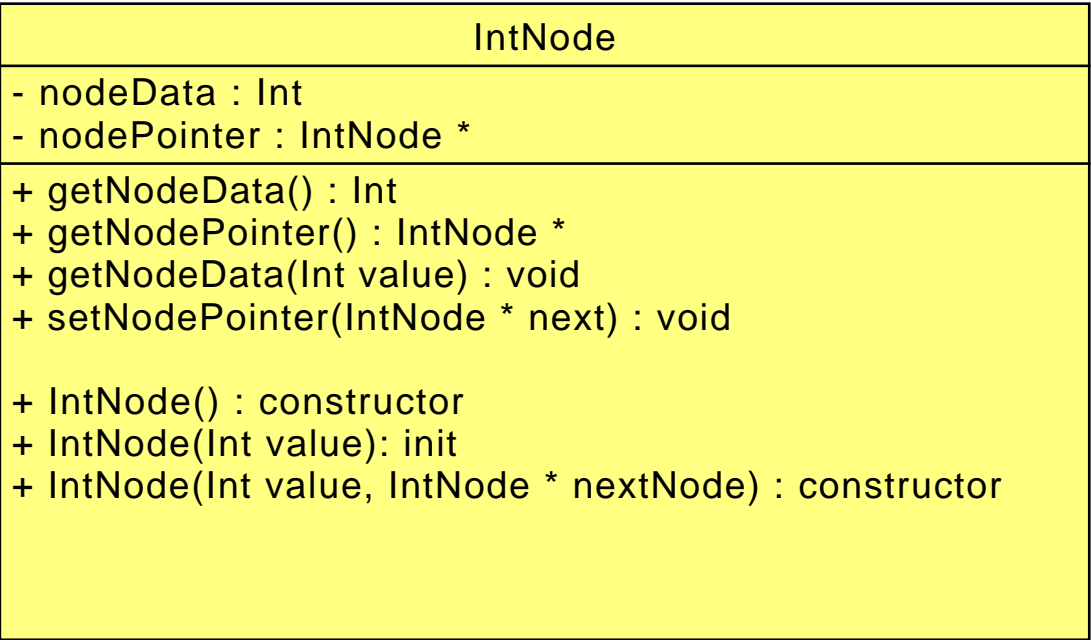 IntNode
- nodeData : Int
- nodePointer : IntNode *
+ getNodeData() : Int
+ getNodePointer() : IntNode *
+ getNodeData(Int value) : void
+ setNodePointer(IntNode * next) : void
+ IntNode() : constructor
+ IntNode(Int value): init
+ IntNode(Int value, IntNode * nextNode) : constructor